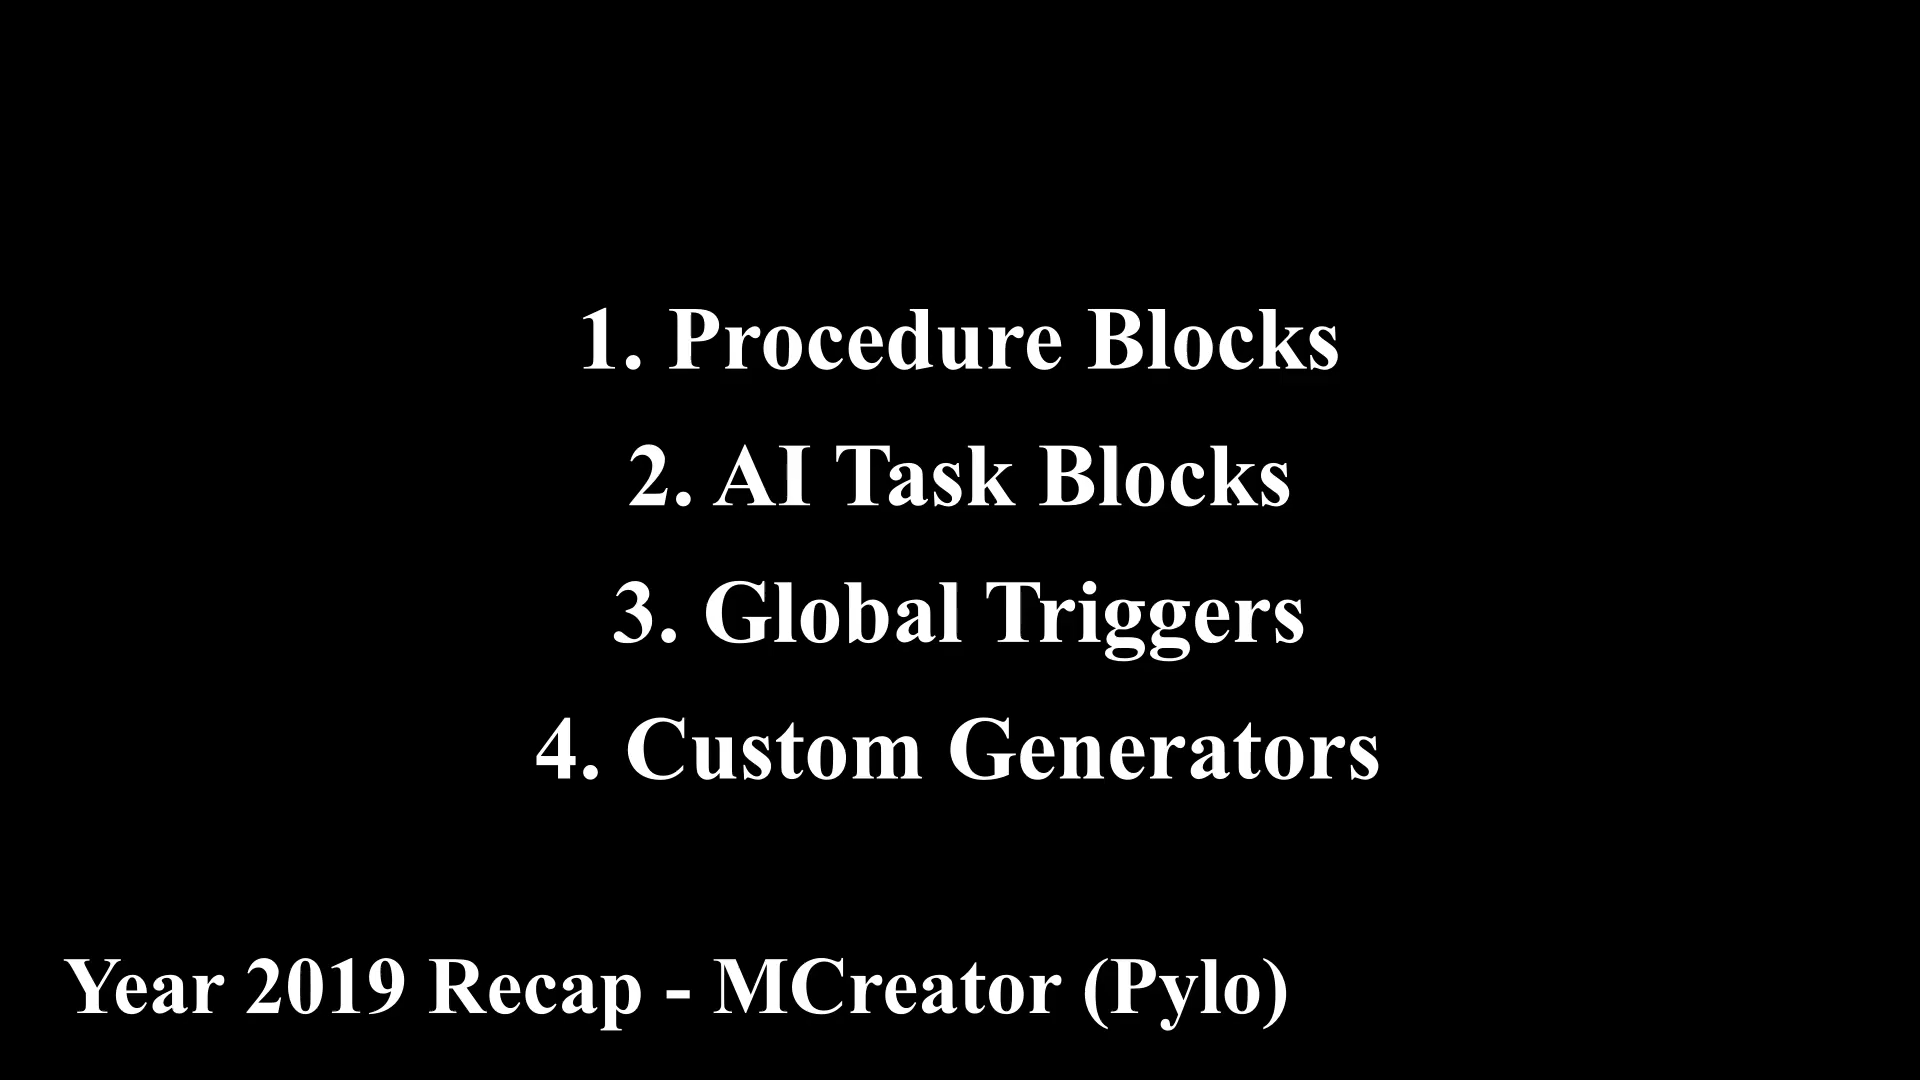 1. Procedure Blocks
2. AI Task Blocks
3. Global Triggers
4. Custom Generators
Year 2019 Recap - MCreator (Pylo)